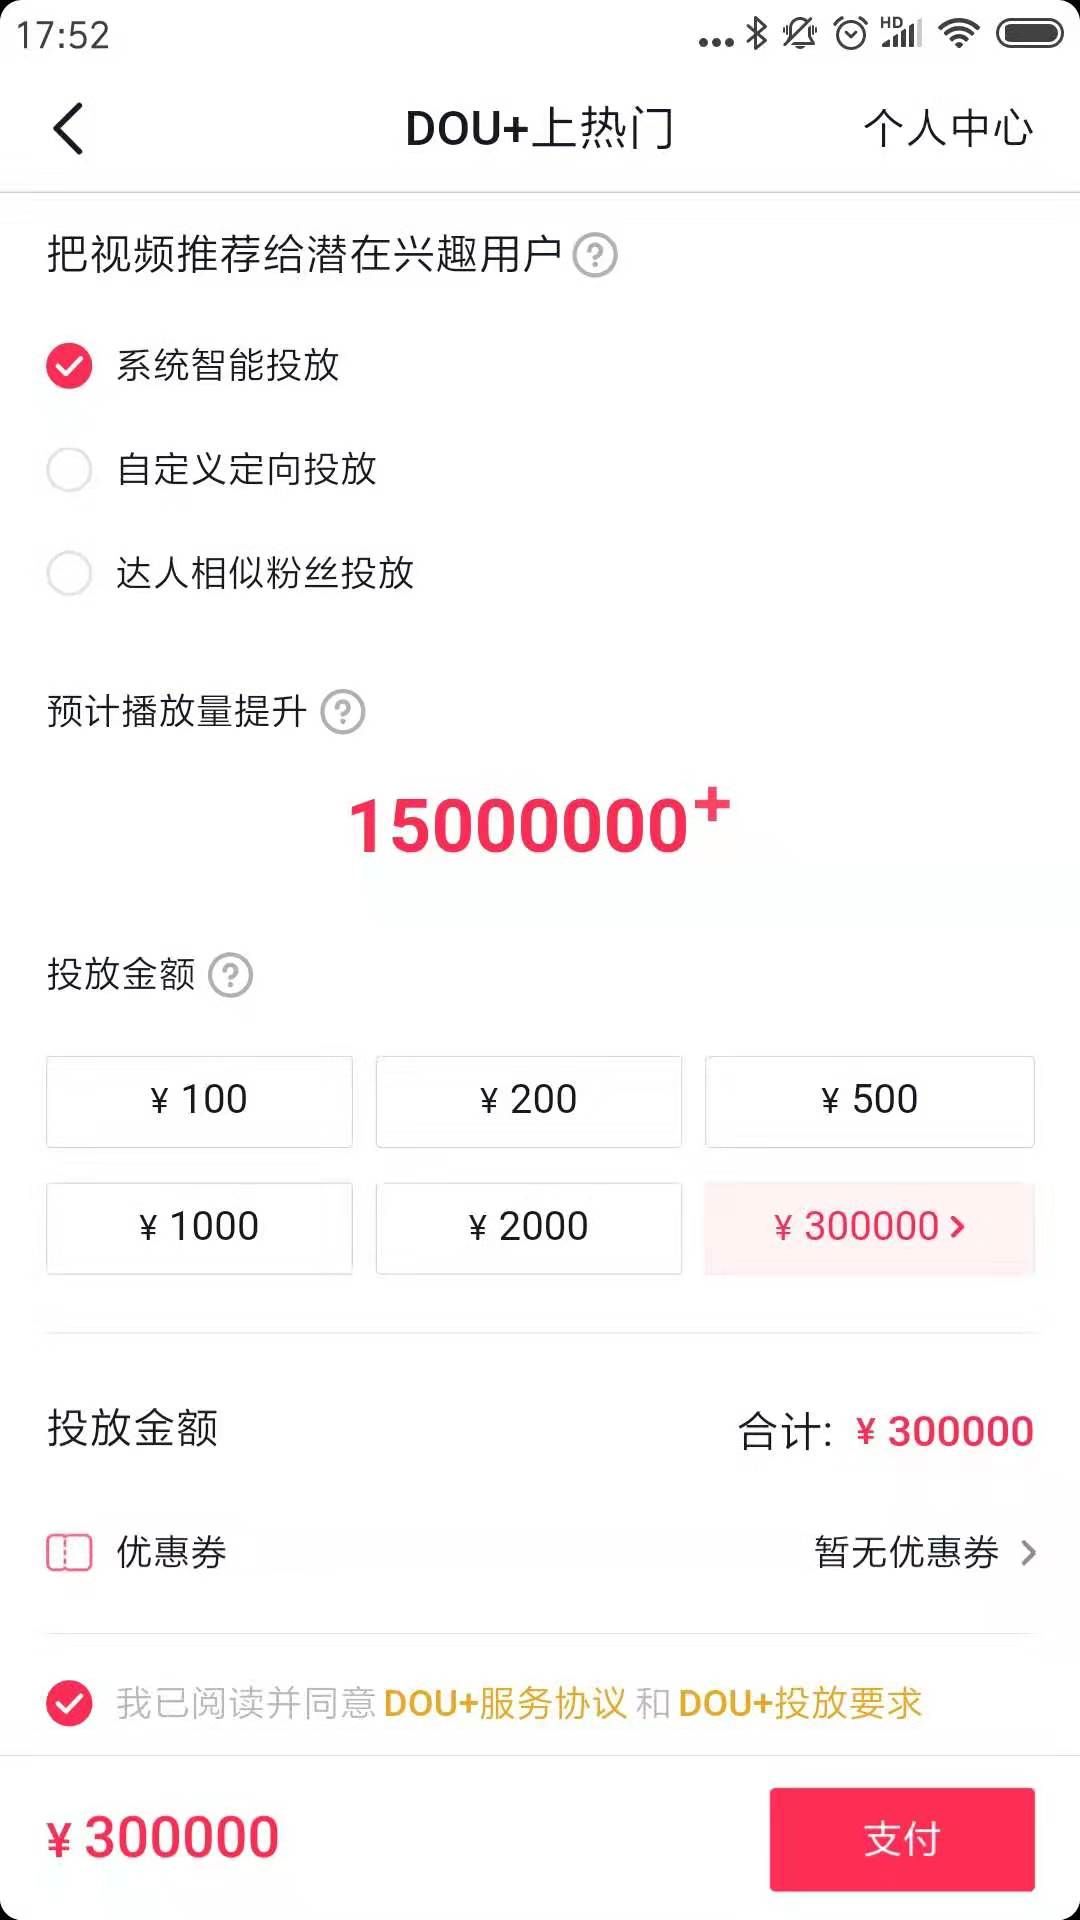 17:52
HD
DOU+上热门
个人中心
把视频推荐给潜在兴趣用户 ?
系统智能投放
自定义定向投放
达人相似粉丝投放
预计播放量提升 ?
15000000+
投放金额 ?
¥ 100
¥ 200
¥ 500
¥ 1000
¥ 2000
¥ 300000 >
投放金额
合计: ¥ 300000
优惠券
暂无优惠券 >
我已阅读并同意 DOU+服务协议 和 DOU+投放要求
¥ 300000
支付